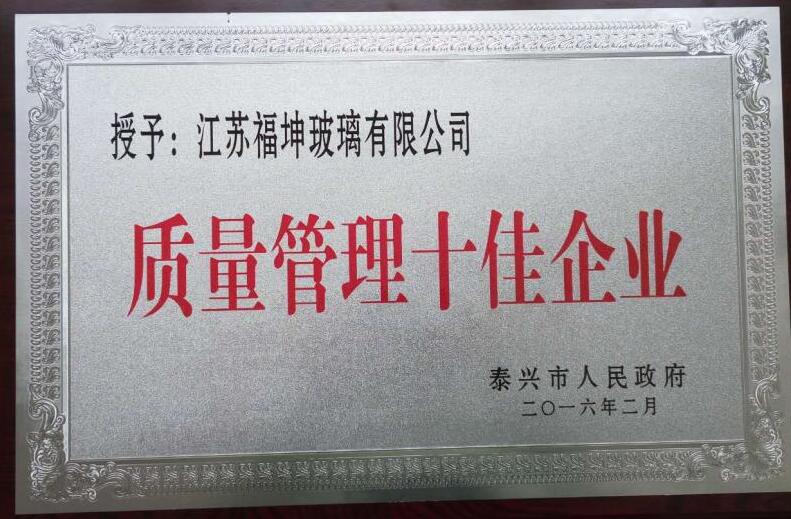 授予：江苏福坤玻璃有限公司
质量管理十佳企业
泰兴市人民政府
二〇一六年二月